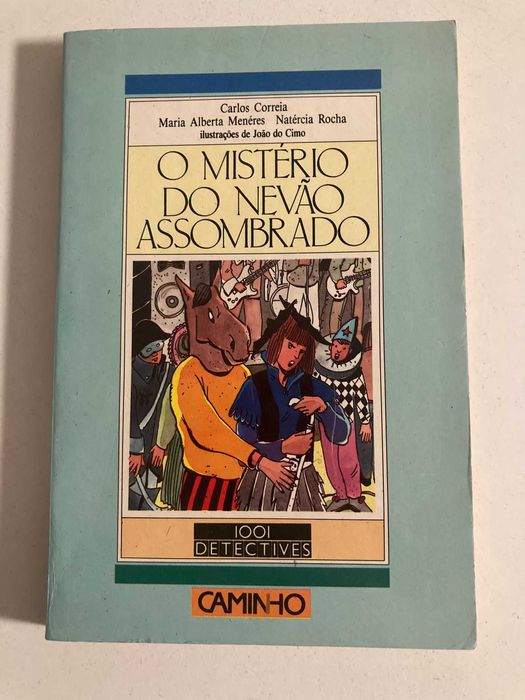 Carlos Correia
Maria Alberta Menéres Natércia Rocha
ilustrações de João do Cimo
O MISTÉRIO
DO NEVÃO
ASSOMBRADO
1001
DETECTIVES
CAMINHO